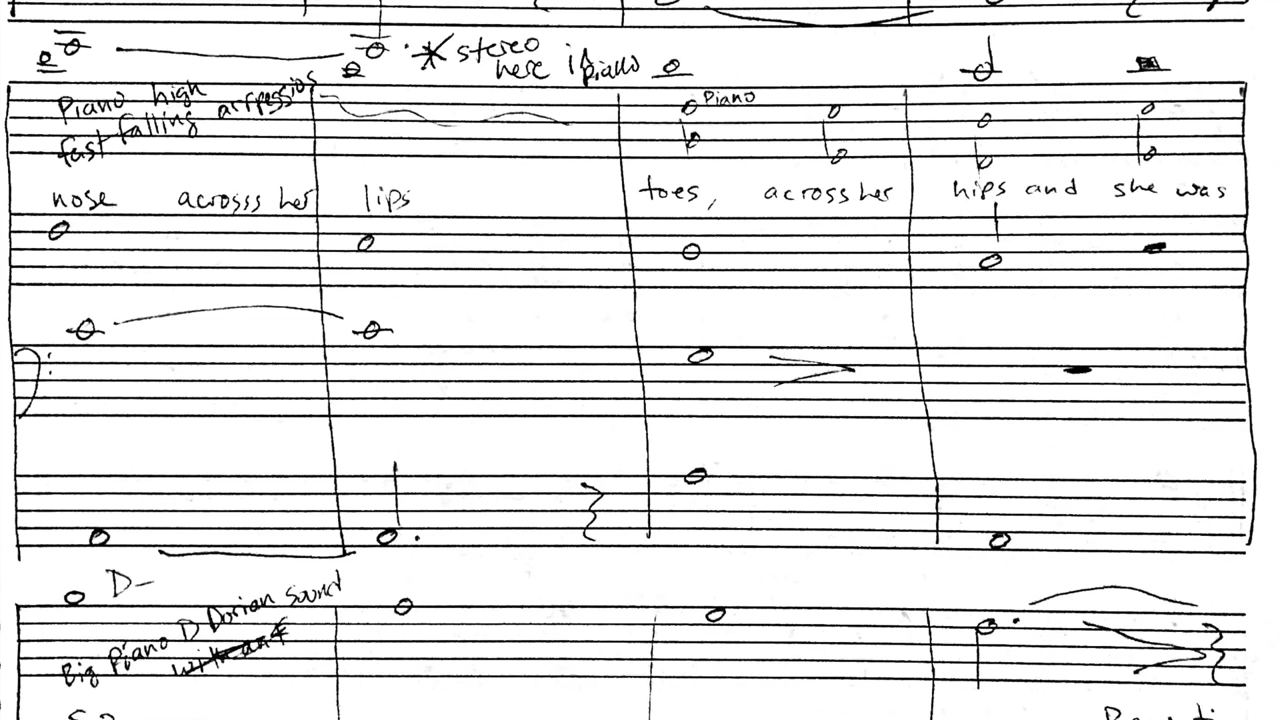 * stereo
here if piano
Piano high
fast falling arpessios
Piano
nose acrosss her lips toes, across her hips and she was
D-
Big Piano D Dorian Sound